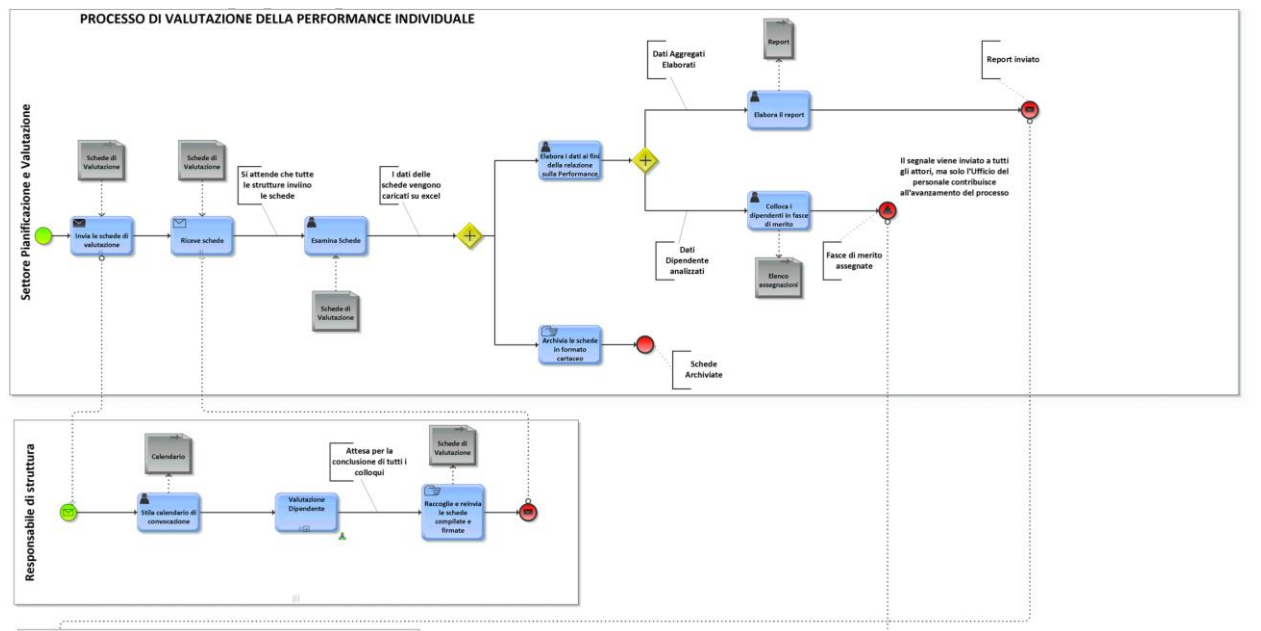 PROCESSO DI VALUTAZIONE DELLA PERFORMANCE INDIVIDUALE
Settore Pianificazione e Valutazione
Schede di
Valutazione
Invia le schede di
valutazione
Schede di
Valutazione
Riceve schede
Si attende che tutte
le strutture inviino
le schede
Esamina Schede
Schede di
Valutazione
I dati delle
schede vengono
caricati su excel
Elabora i dati ai fini
della relazione
sulla Performance
Dati Aggregati
Elaborati
Report
Elabora il report
Report inviato
Dati
Dipendente
analizzati
Colloca i
dipendenti in fasce
di merito
Elenco
assegnazioni
Fasce di merito
assegnate
Il segnale viene inviato a tutti
gli attori, ma solo l'Ufficio del
personale contribuisce
all'avanzamento del processo
Archivia le schede
in formato
cartaceo
Schede
Archiviate
Responsabile di struttura
Calendario
Stila calendario di
convocazione
Valutazione
Dipendente
Attesa per la
conclusione di tutti i
colloqui
Schede di
Valutazione
Raccoglie e reinvia
le schede
compilate e
firmate